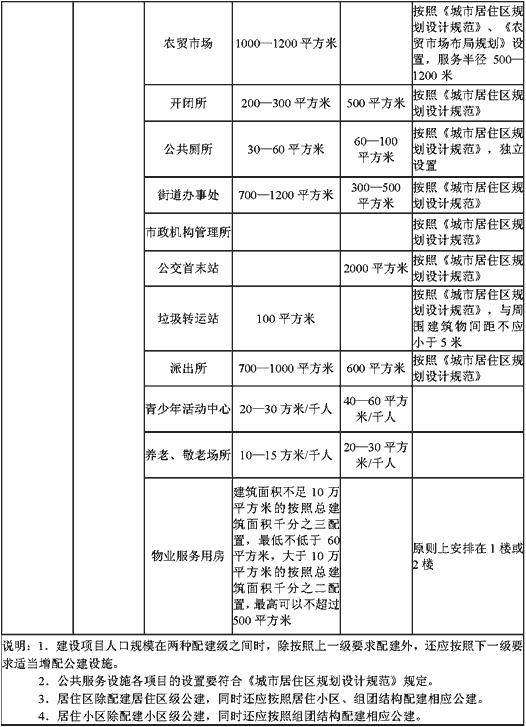 农贸市场
1000—1200 平方米
按照《城市居住区规
划设计规范》、《农
贸市场布局规划》设
置，服务半径 500—
1200 米
开闭所
200—300 平方米
500 平方米
按照《城市居住区规
划设计规范》
公共厕所
30—60 平方米
60—100
平方米
按照《城市居住区规
划设计规范》，独立
设置
街道办事处
700—1200 平方米
300—500
平方米
按照《城市居住区规
划设计规范》
市政机构管理所
按照《城市居住区规
划设计规范》
公交首末站
2000 平方米
按照《城市居住区规
划设计规范》
垃圾转运站
100 平方米
按照《城市居住区规
划设计规范》，与周
围建筑物间距不应
小于 5 米
派出所
700—1000 平方米
600 平方米
按照《城市居住区规
划设计规范》
青少年活动中心
20—30 方米/千人
40—60 平方
米/千人
养老、敬老场所
10—15 方米/千人
20—30 平方
米/千人
物业服务用房
建筑面积不足 10 万
平方米的按照总建
筑面积千分之三配
置，最低不低于 60
平方米，大于 10 万
平方米的按照总建
筑面积千分之二配
置，最高可以不超过
500 平方米
原则上安排在 1 楼或
2 楼
说明：1．建设项目人口规模在两种配建级之间时，除按照上一级要求配建外，还应按照下一级要
求适当增配公建设施。
2．公共服务设施各项目的设置要符合《城市居住区规划设计规范》规定。
3．居住区除配建居住区级公建，同时还应按照居住小区、组团结构配建相应公建。
4．居住小区除配建小区级公建，同时还应按照组团结构配建相应公建。